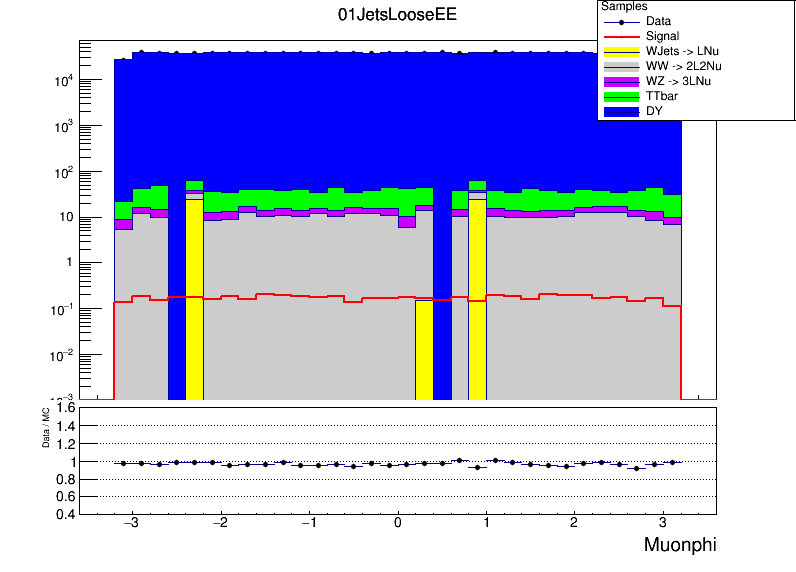 01JetsLooseEE
Samples
Data
Signal
WJets -> LNu
WW -> 2L2Nu
WZ -> 3LNu
TTbar
DY
10^4
10^3
10^2
10
1
10^-1
10^-2
Data / MC
1.6
1.4
1.2
1
0.8
0.6
0.4
−3 −2 −1 0 1 2 3
Muonphi